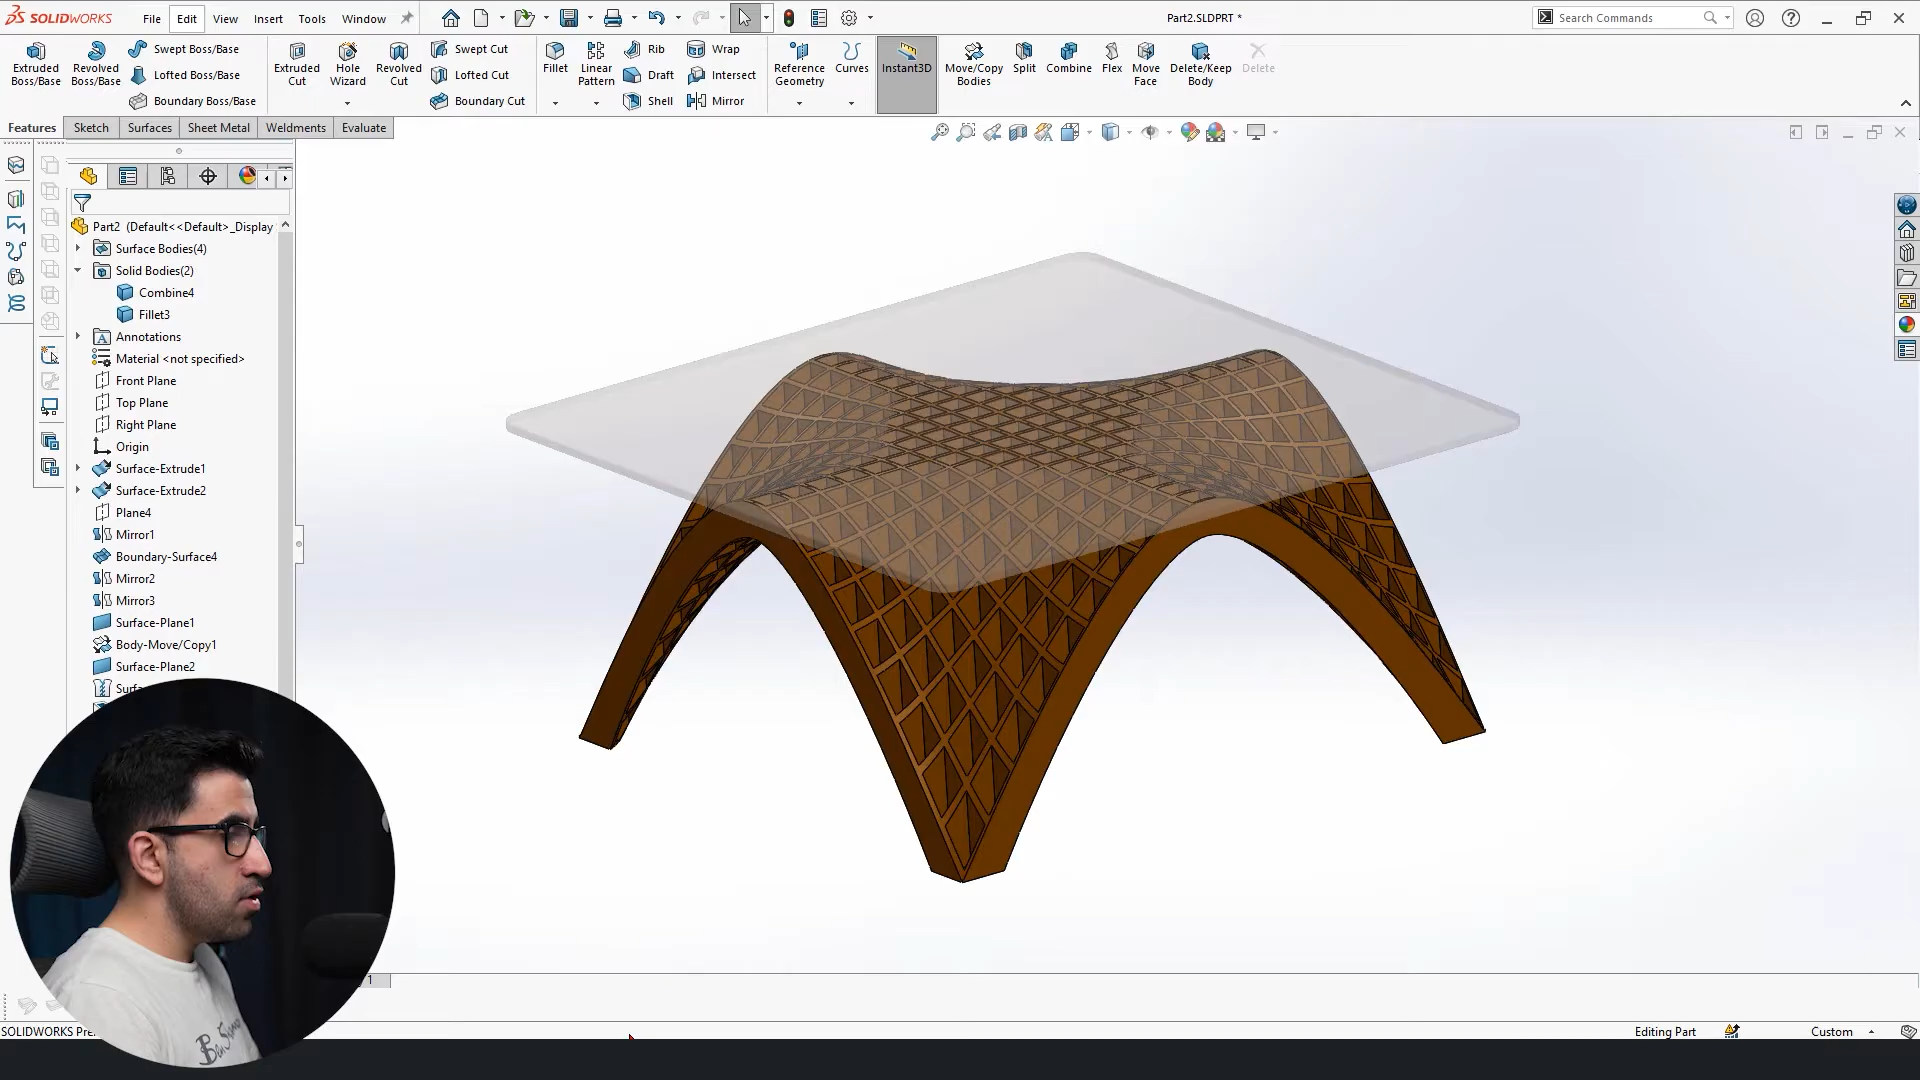 SOLIDWORKS
File Edit View Insert Tools Window
Part2.SLDPRT *
Search Commands
Extruded Boss/Base
Revolved Boss/Base
Swept Boss/Base
Lofted Boss/Base
Boundary Boss/Base
Extruded Cut
Hole Wizard
Revolved Cut
Swept Cut
Lofted Cut
Boundary Cut
Fillet
Linear Pattern
Rib
Draft
Shell
Wrap
Intersect
Mirror
Reference Geometry
Curves
Instant3D
Move/Copy Bodies
Split
Combine
Flex
Move Face
Delete/Keep Body
Delete
Features Sketch Surfaces Sheet Metal Weldments Evaluate
Part2 (Default<<Default>_Display
Surface Bodies(4)
Solid Bodies(2)
Combine4
Fillet3
Annotations
Material <not specified>
Front Plane
Top Plane
Right Plane
Origin
Surface-Extrude1
Surface-Extrude2
Plane4
Mirror1
Boundary-Surface4
Mirror2
Mirror3
Surface-Plane1
Body-Move/Copy1
Surface-Plane2
1
SOLIDWORKS
Editing Part
Custom